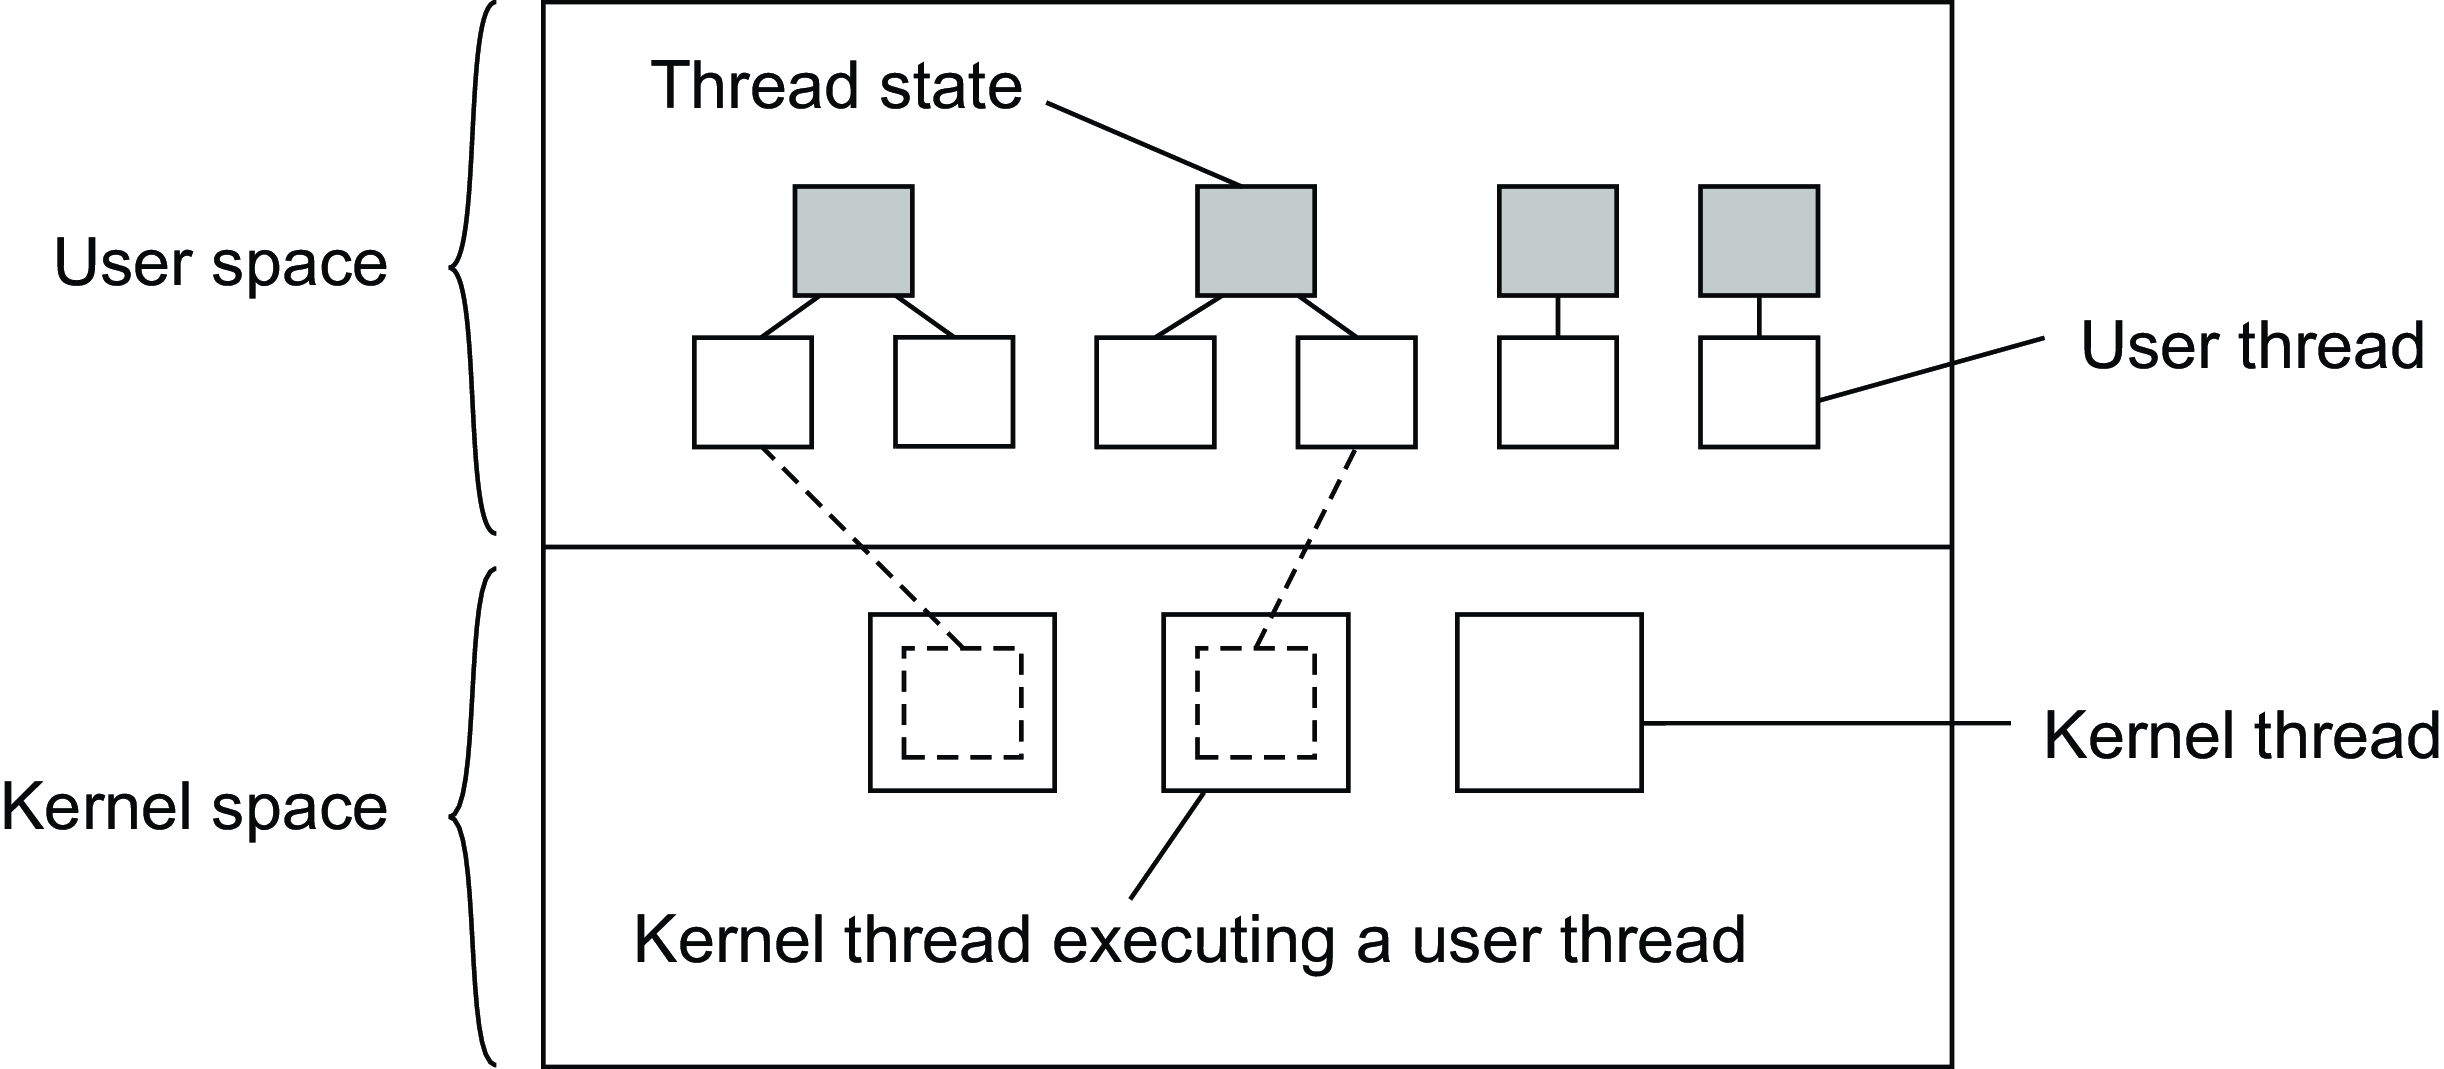 Thread state
User space
User thread
Kernel thread
Kernel space
Kernel thread executing a user thread